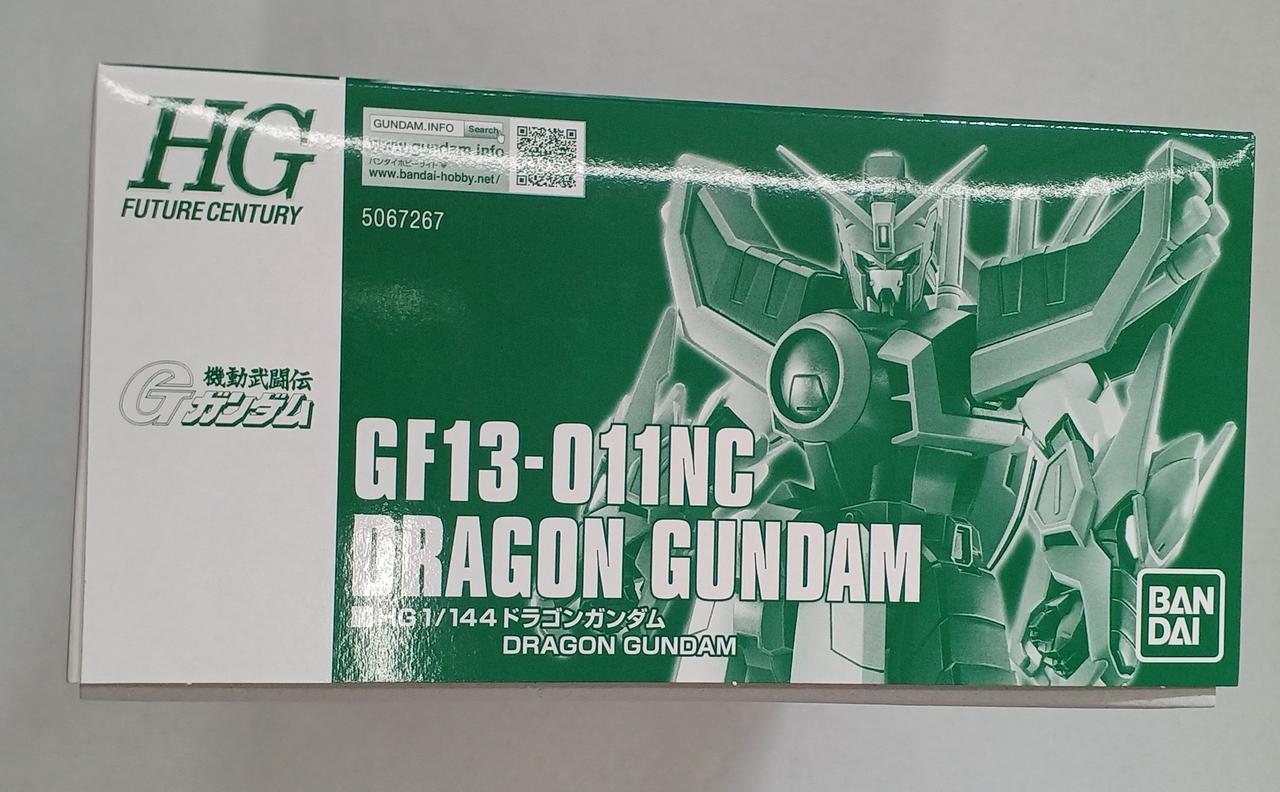 HG
FUTURE CENTURY
機動武闘伝
Gガンダム
GUNDAM.INFO Search
www.gundam.info
バンダイホビーサイト
www.bandai-hobby.net/
5067267
GF13-011NC
DRAGON GUNDAM
HG 1/144 ドラゴンガンダム
DRAGON GUNDAM
BAN
DAI